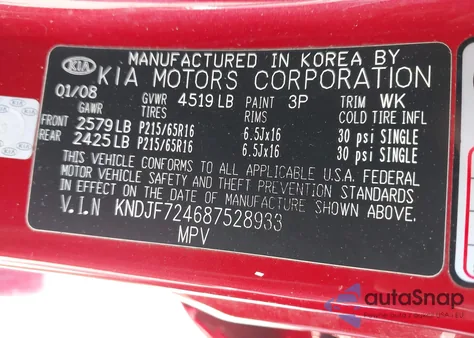 MANUFACTURED IN KOREA BY
KIA KIA MOTORS CORPORATION
01/08 GVWR 4519 LB PAINT 3P TRIM WK
GAWR TIRES RIMS COLD TIRE INFL
FRONT 2579 LB P215/65R16 6.5Jx16 30 psi SINGLE
REAR 2425 LB P215/65R16 6.5Jx16 30 psi SINGLE
THIS VEHICLE CONFORMS TO ALL APPLICABLE U.S.A. FEDERAL
MOTOR VEHICLE SAFETY AND THEFT PREVENTION STANDARDS
IN EFFECT ON THE DATE OF MANUFACTURE SHOWN ABOVE.
V.I.N KNDJF724687528933
MPV
autoSnap